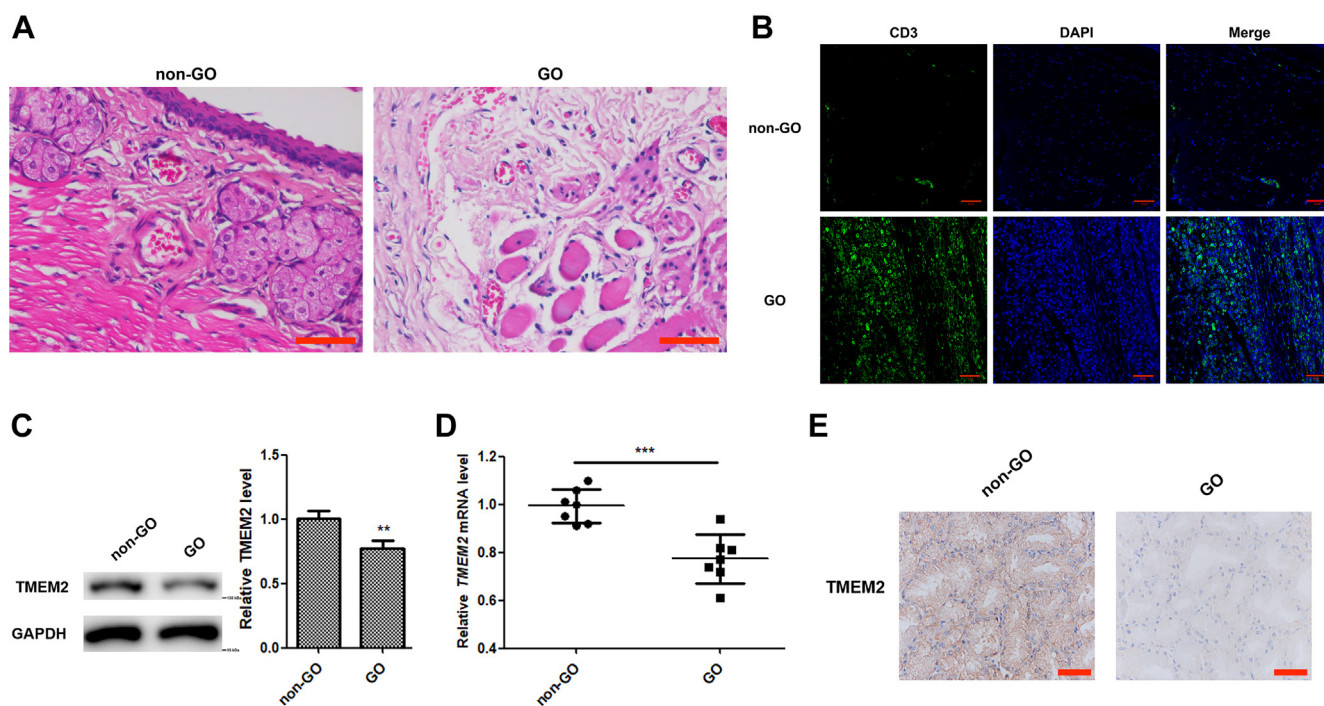 A
non-GO
GO
B
CD3
DAPI
Merge
non-GO
GO
C
non-GO
GO
TMEM2
GAPDH
Relative TMEM2 level
1.5
1.0
0.5
0.0
**
non-GO
GO
D
Relative TMEM2 mRNA level
1.2
1.0
0.8
0.6
0.4
***
non-GO
GO
E
non-GO
GO
TMEM2